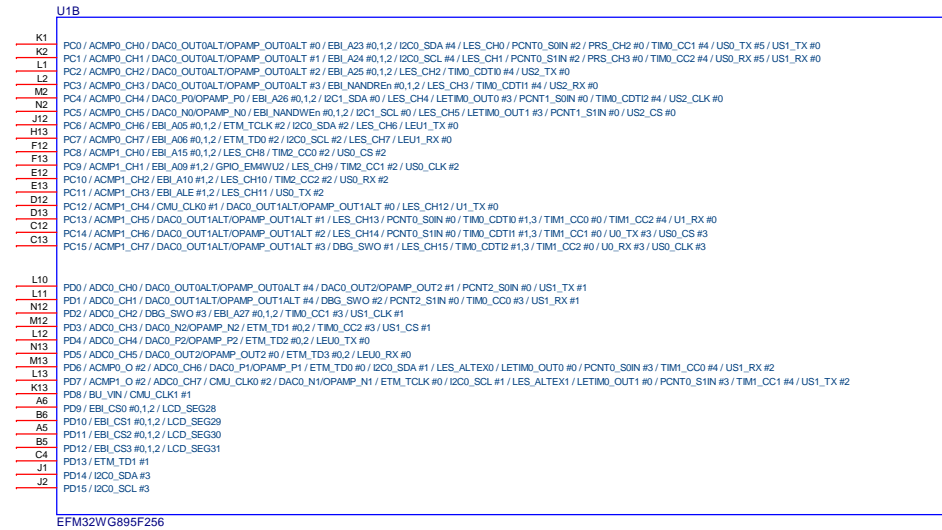 U1B
K1 PC0 / ACMP0_CH0 / DAC0_OUT0ALT/OPAMP_OUT0ALT #0 / EBI_A23 #0,1,2 / I2C0_SDA #4 / LES_CH0 / PCNT0_S0IN #2 / PRS_CH2 #0 / TIM0_CC1 #4 / US0_TX #5 / US1_TX #0
K2 PC1 / ACMP0_CH1 / DAC0_OUT0ALT/OPAMP_OUT0ALT #1 / EBI_A24 #0,1,2 / I2C0_SCL #4 / LES_CH1 / PCNT0_S1IN #2 / PRS_CH3 #0 / TIM0_CC2 #4 / US0_RX #5 / US1_RX #0
L1 PC2 / ACMP0_CH2 / DAC0_OUT0ALT/OPAMP_OUT0ALT #2 / EBI_A25 #0,1,2 / LES_CH2 / TIM0_CDTI0 #4 / US2_TX #0
L2 PC3 / ACMP0_CH3 / DAC0_OUT0ALT/OPAMP_OUT0ALT #3 / EBI_NANDREn #0,1,2 / LES_CH3 / TIM0_CDTI1 #4 / US2_RX #0
M2 PC4 / ACMP0_CH4 / DAC0_P0/OPAMP_P0 / EBI_A26 #0,1,2 / I2C1_SDA #0 / LES_CH4 / LETIM0_OUT0 #3 / PCNT1_S0IN #0 / TIM0_CDTI2 #4 / US2_CLK #0
N2 PC5 / ACMP0_CH5 / DAC0_N0/OPAMP_N0 / EBI_NANDWEn #0,1,2 / I2C1_SCL #0 / LES_CH5 / LETIM0_OUT1 #3 / PCNT1_S1IN #0 / US2_CS #0
J12 PC6 / ACMP0_CH6 / EBI_A05 #0,1,2 / ETM_TCLK #2 / I2C0_SDA #2 / LES_CH6 / LEU1_TX #0
H13 PC7 / ACMP0_CH7 / EBI_A06 #0,1,2 / ETM_TD0 #2 / I2C0_SCL #2 / LES_CH7 / LEU1_RX #0
F12 PC8 / ACMP1_CH0 / EBI_A15 #0,1,2 / LES_CH8 / TIM2_CC0 #2 / US0_CS #2
F13 PC9 / ACMP1_CH1 / EBI_A09 #1,2 / GPIO_EM4WU2 / LES_CH9 / TIM2_CC1 #2 / US0_CLK #2
E12 PC10 / ACMP1_CH2 / EBI_A10 #1,2 / LES_CH10 / TIM2_CC2 #2 / US0_RX #2
E13 PC11 / ACMP1_CH3 / EBI_ALE #1,2 / LES_CH11 / US0_TX #2
D12 PC12 / ACMP1_CH4 / CMU_CLK0 #1 / DAC0_OUT1ALT/OPAMP_OUT1ALT #0 / LES_CH12 / U1_TX #0
D13 PC13 / ACMP1_CH5 / DAC0_OUT1ALT/OPAMP_OUT1ALT #1 / LES_CH13 / PCNT0_S0IN #0 / TIM0_CDTI0 #1,3 / TIM1_CC0 #0 / TIM1_CC2 #4 / U1_RX #0
C12 PC14 / ACMP1_CH6 / DAC0_OUT1ALT/OPAMP_OUT1ALT #2 / LES_CH14 / PCNT0_S1IN #0 / TIM0_CDTI1 #1,3 / TIM1_CC1 #0 / U0_TX #3 / US0_CS #3
C13 PC15 / ACMP1_CH7 / DAC0_OUT1ALT/OPAMP_OUT1ALT #3 / DBG_SWO #1 / LES_CH15 / TIM0_CDTI2 #1,3 / TIM1_CC2 #0 / U0_RX #3 / US0_CLK #3
L10 PD0 / ADC0_CH0 / DAC0_OUT0ALT/OPAMP_OUT0ALT #4 / DAC0_OUT2/OPAMP_OUT2 #1 / PCNT2_S0IN #0 / US1_TX #1
L11 PD1 / ADC0_CH1 / DAC0_OUT1ALT/OPAMP_OUT1ALT #4 / DBG_SWO #2 / PCNT2_S1IN #0 / TIM0_CC0 #3 / US1_RX #1
N12 PD2 / ADC0_CH2 / DBG_SWO #3 / EBI_A27 #0,1,2 / TIM0_CC1 #3 / US1_CLK #1
M12 PD3 / ADC0_CH3 / DAC0_N2/OPAMP_N2 / ETM_TD1 #0,2 / TIM0_CC2 #3 / US1_CS #1
L12 PD4 / ADC0_CH4 / DAC0_P2/OPAMP_P2 / ETM_TD2 #0,2 / LEU0_TX #0
N13 PD5 / ADC0_CH5 / DAC0_OUT2/OPAMP_OUT2 #0 / ETM_TD3 #0,2 / LEU0_RX #0
M13 PD6 / ACMP0_O #2 / ADC0_CH6 / DAC0_P1/OPAMP_P1 / ETM_TD0 #0 / I2C0_SDA #1 / LES_ALTEX0 / LETIM0_OUT0 #0 / PCNT0_S0IN #3 / TIM1_CC0 #4 / US1_RX #2
L13 PD7 / ACMP1_O #2 / ADC0_CH7 / CMU_CLK0 #2 / DAC0_N1/OPAMP_N1 / ETM_TCLK #0 / I2C0_SCL #1 / LES_ALTEX1 / LETIM0_OUT1 #0 / PCNT0_S1IN #3 / TIM1_CC1 #4 / US1_TX #2
K13 PD8 / BU_VIN / CMU_CLK1 #1
A6 PD9 / EBI_CS0 #0,1,2 / LCD_SEG28
B6 PD10 / EBI_CS1 #0,1,2 / LCD_SEG29
A5 PD11 / EBI_CS2 #0,1,2 / LCD_SEG30
B5 PD12 / EBI_CS3 #0,1,2 / LCD_SEG31
C4 PD13 / ETM_TD1 #1
J1 PD14 / I2C0_SDA #3
J2 PD15 / I2C0_SCL #3
EFM32WG895F256